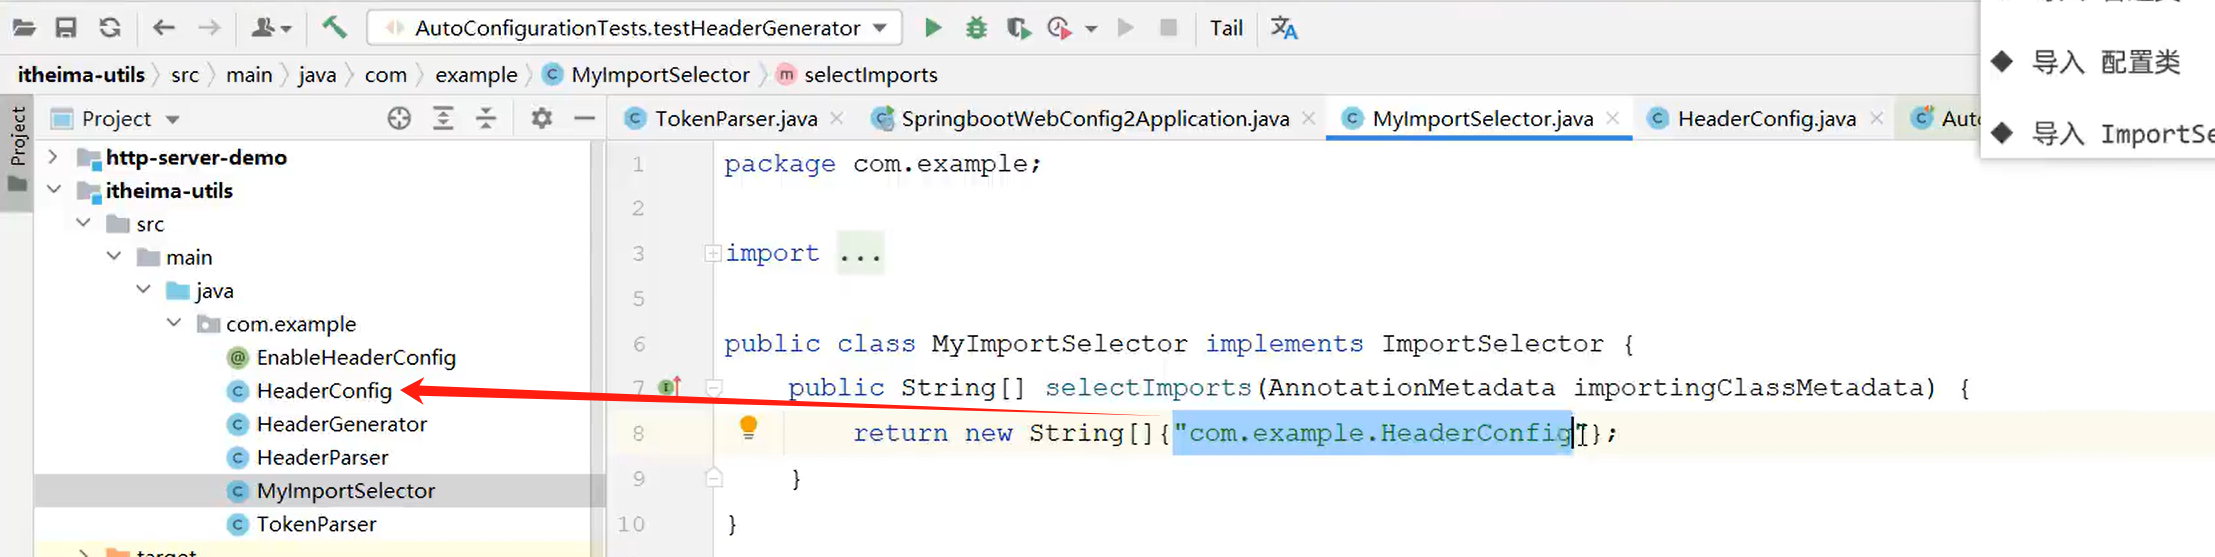 AutoConfigurationTests.testHeaderGenerator
Tail
itheima-utils src main java com example MyImportSelector selectImports
导入 配置类
Project
Project
TokenParser.java SpringbootWebConfig2Application.java MyImportSelector.java HeaderConfig.java Auto
导入 ImportSe
http-server-demo
itheima-utils
src
main
java
com.example
EnableHeaderConfig
HeaderConfig
HeaderGenerator
HeaderParser
MyImportSelector
TokenParser
target
1 package com.example;
2
3 import ...
5
6 public class MyImportSelector implements ImportSelector {
7 public String[] selectImports(AnnotationMetadata importingClassMetadata) {
8 return new String[]{"com.example.HeaderConfig"};
9 }
10 }